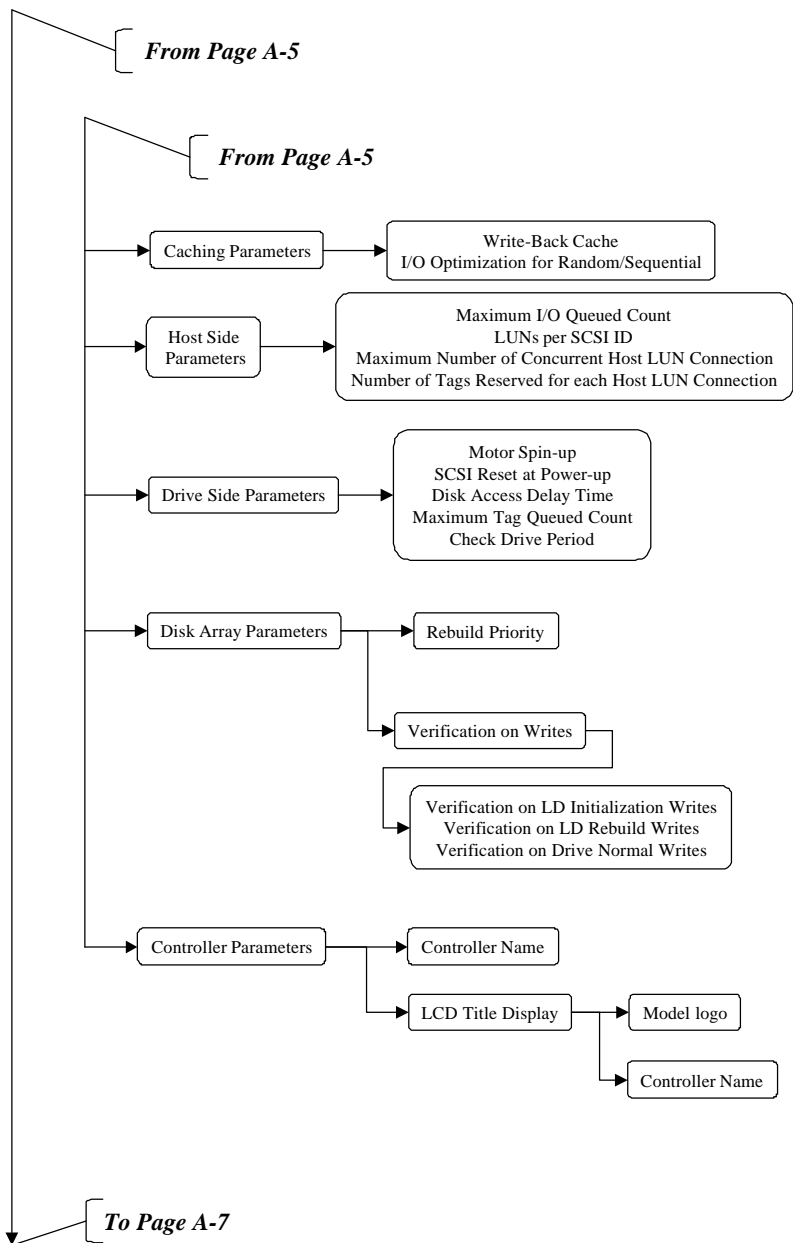 From Page A-5
From Page A-5
Caching Parameters
Write-Back Cache
I/O Optimization for Random/Sequential
Host Side
Parameters
Maximum I/O Queued Count
LUNs per SCSI ID
Maximum Number of Concurrent Host LUN Connection
Number of Tags Reserved for each Host LUN Connection
Drive Side Parameters
Motor Spin-up
SCSI Reset at Power-up
Disk Access Delay Time
Maximum Tag Queued Count
Check Drive Period
Disk Array Parameters
Rebuild Priority
Verification on Writes
Verification on LD Initialization Writes
Verification on LD Rebuild Writes
Verification on Drive Normal Writes
Controller Parameters
Controller Name
LCD Title Display
Model logo
Controller Name
To Page A-7